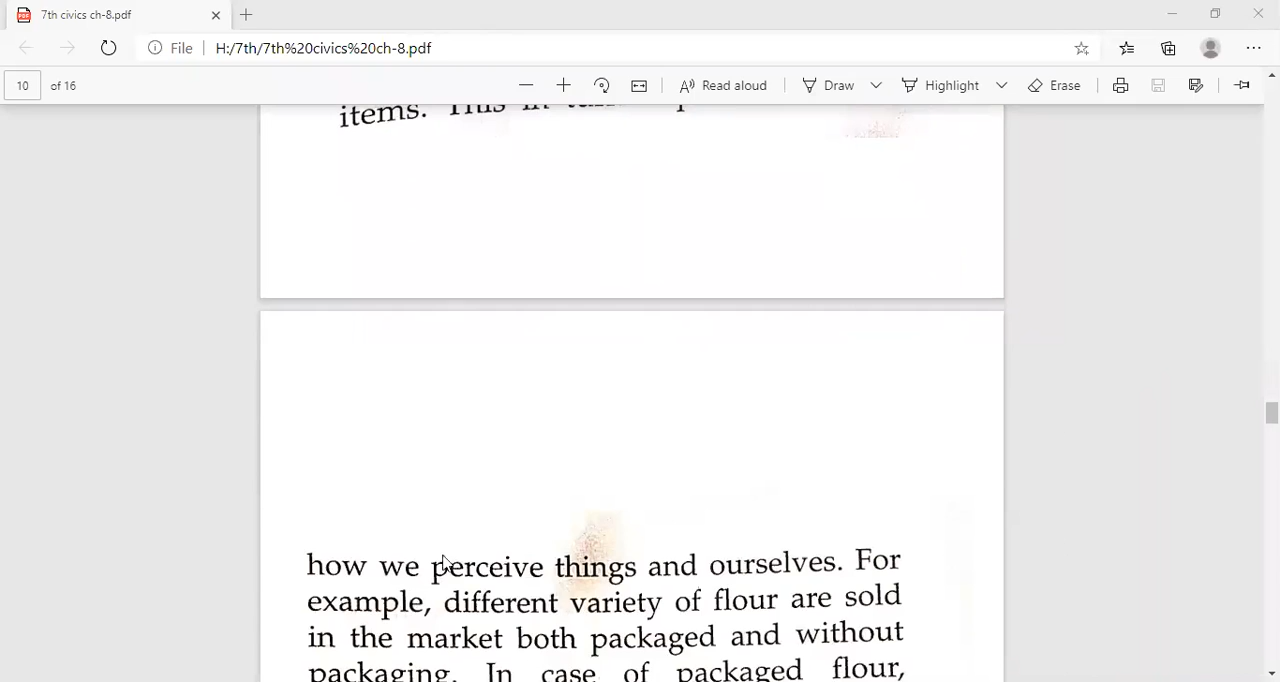 7th civics ch-8.pdf
File H:/7th/7th%20civics%20ch-8.pdf
10 of 16 Read aloud Draw Highlight Erase
items. This in
how we perceive things and ourselves. For
example, different variety of flour are sold
in the market both packaged and without
packaging. In case of packaged flour,